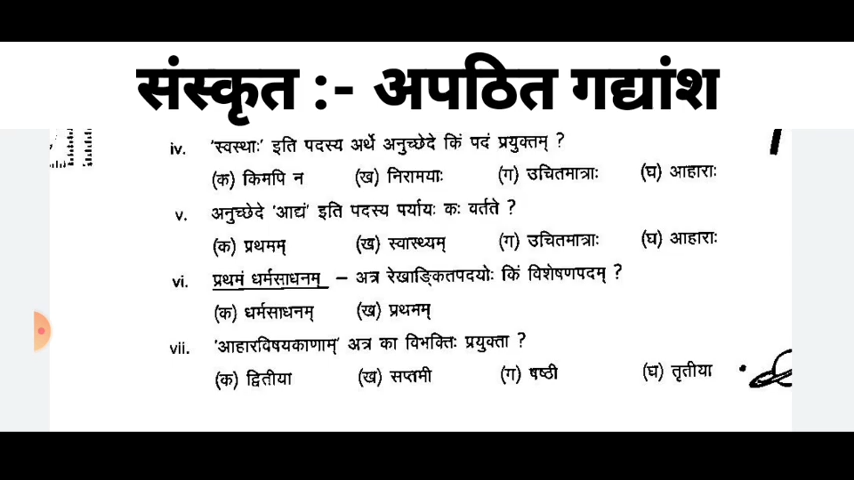 संस्कृत :- अपठित गद्यांश
iv. 'स्वस्थाः' इति पदस्य अर्थे अनुच्छेदे किं पदं प्रयुक्तम् ?
(क) किमपि न (ख) निरामयाः (ग) उचितमात्राः (घ) आहाराः
v. अनुच्छेदे 'आद्यं' इति पदस्य पर्यायः कः वर्तते ?
(क) प्रथमम् (ख) स्वास्थ्यम् (ग) उचितमात्राः (घ) आहाराः
vi. प्रथमं धर्मसाधनम् – अत्र रेखाङ्कितपदयोः किं विशेषणपदम् ?
(क) धर्मसाधनम् (ख) प्रथमम्
vii. 'आहारविषयकाणाम्' अत्र का विभक्तिः प्रयुक्ता ?
(क) द्वितीया (ख) सप्तमी (ग) षष्ठी (घ) तृतीया